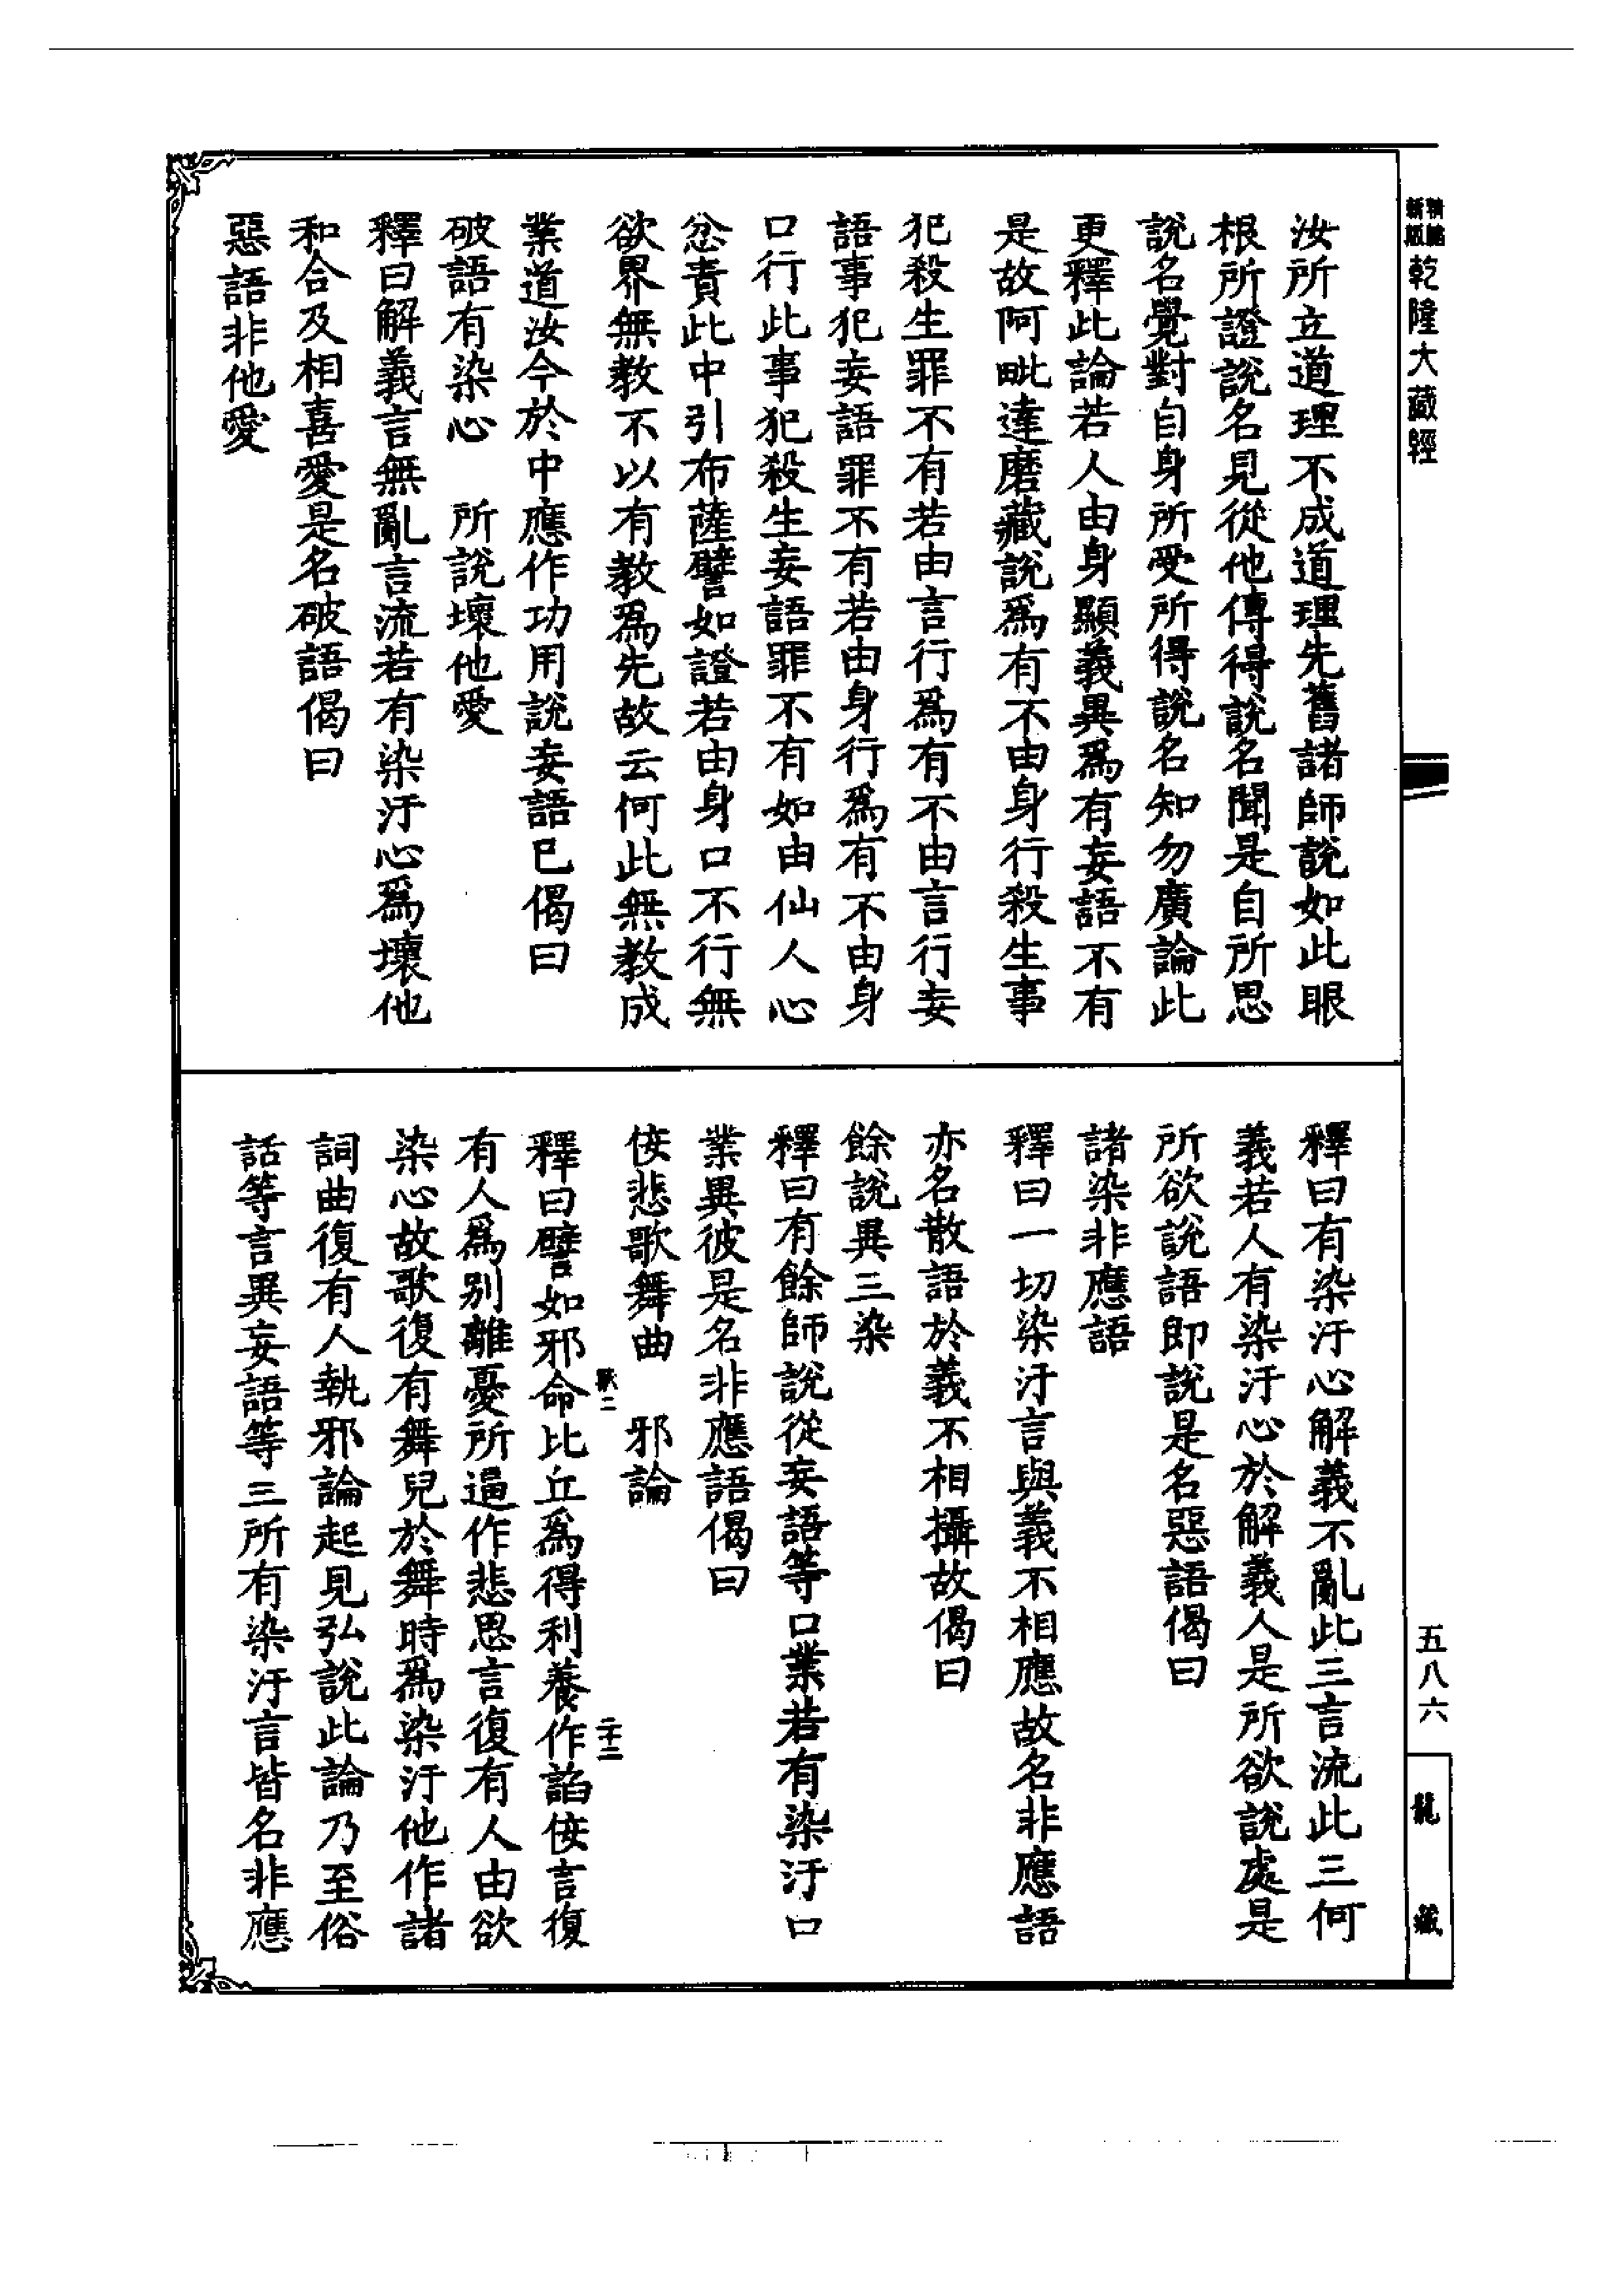 新版
精縮
乾隆大藏經
汝所立道理不成道理先舊諸師說如此眼
根所證說名見從他傳得說名聞是自所思
說名覺對自身所受所得說名知勿廣論此
更釋此論若人由身顯義異爲有妄語不有
是故阿毗達磨藏說爲有不由身行殺生事
犯殺生罪不有若由言行爲有不由言行妄
語事犯妄語罪不有若由身行爲有不由身
口行此事犯殺生妄語罪不有如由仙人心
忿責此中引布薩譬如證若由身口不行無
欲界無教不以有教爲先故云何此無教成
業道汝今於中應作功用說妄語已偈曰
破語有染心　所說壞他愛
釋曰解義言無亂言流若有染汙心爲壞他
和合及相喜愛是名破語偈曰
惡語非他愛
釋曰有染汙心解義不亂此三言流此三何
義若人有染汙心於解義人是所欲說處是
所欲說語即說是名惡語偈曰
諸染非應語
釋曰一切染汙言與義不相應故名非應語
亦名散語於義不相攝故偈曰
餘說異三染
釋曰有餘師說從妄語等口業若有染汙口
業異彼是名非應語偈曰
佞悲歌舞曲　邪論
釋曰譬如邪命比丘爲得利養作諂佞言復
有人爲別離憂所逼作悲思言復有人由欲
染心故歌復有舞兒於舞時爲染汙他作諸
詞曲復有人執邪論起見弘說此論乃至俗
話等言異妄語等三所有染汙言皆名非應
二十二
五八六
龍藏